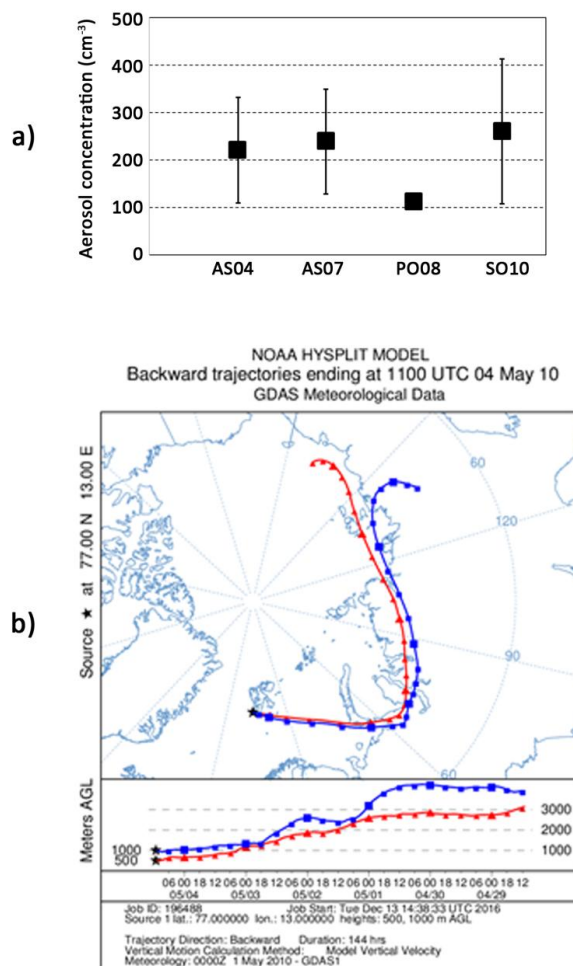 a)
Aerosol concentration (cm⁻³)
500
400
300
200
100
0
AS04 AS07 PO08 SO10
b)
NOAA HYSPLIT MODEL
Backward trajectories ending at 1100 UTC 04 May 10
GDAS Meteorological Data
Source ★ at 77.00 N 13.00 E
60
120
90
60
Meters AGL
1000
500
3000
2000
1000
06 00 18 12 06 00 18 12 06 00 18 12 06 00 18 12 06 00 18 12 06 00 18 12
05/04 05/03 05/02 05/01 04/30 04/29
Job ID: 196488 Job Start: Tue Dec 13 14:38:33 UTC 2016
Source 1 lat.: 77.000000 lon.: 13.000000 heights: 500, 1000 m AGL
Trajectory Direction: Backward Duration: 144 hrs
Vertical Motion Calculation Method: Model Vertical Velocity
Meteorology: 0000Z 1 May 2010 - GDAS1